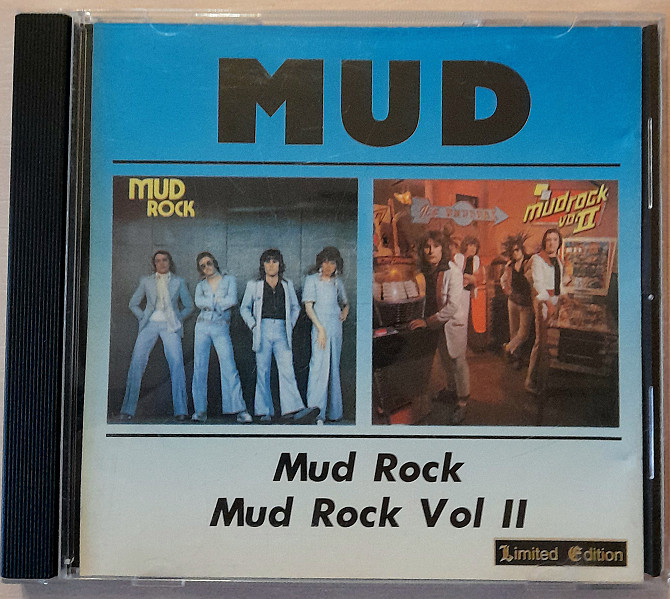 MUD
MUD
ROCK
mudrock
VOL II
Mud Rock
Mud Rock Vol II
Limited Edition